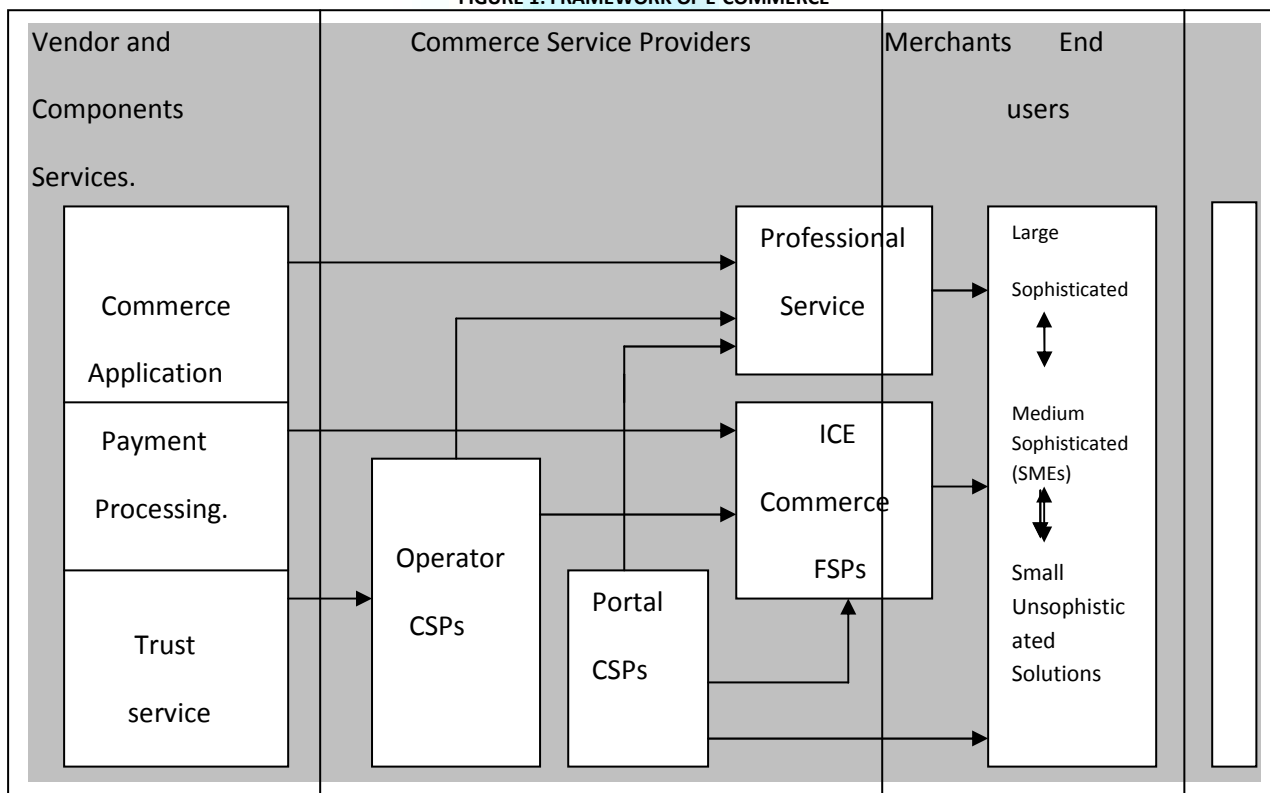 FIGURE 1: FRAMEWORK OF E-COMMERCE
Vendor and
Components
Services.
Commerce Service Providers
Merchants End
users
Commerce
Application
Payment
Processing.
Trust
service
Operator
CSPs
Portal
CSPs
Professional
Service
ICE
Commerce
FSPs
Large
Sophisticated
Medium
Sophisticated
(SMEs)
Small
Unsophistic
ated
Solutions